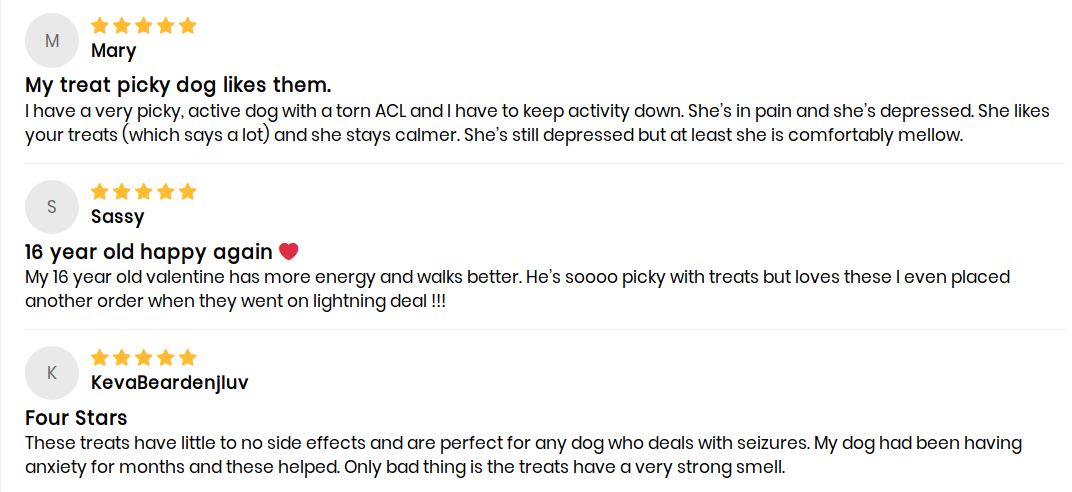 M
Mary
My treat picky dog likes them.
I have a very picky, active dog with a torn ACL and I have to keep activity down. She's in pain and she's depressed. She likes
your treats (which says a lot) and she stays calmer. She's still depressed but at least she is comfortably mellow.
S
Sassy
16 year old happy again ❤️
My 16 year old valentine has more energy and walks better. He's soooo picky with treats but loves these I even placed
another order when they went on lightning deal !!!
K
KevaBeardenjluv
Four Stars
These treats have little to no side effects and are perfect for any dog who deals with seizures. My dog had been having
anxiety for months and these helped. Only bad thing is the treats have a very strong smell.